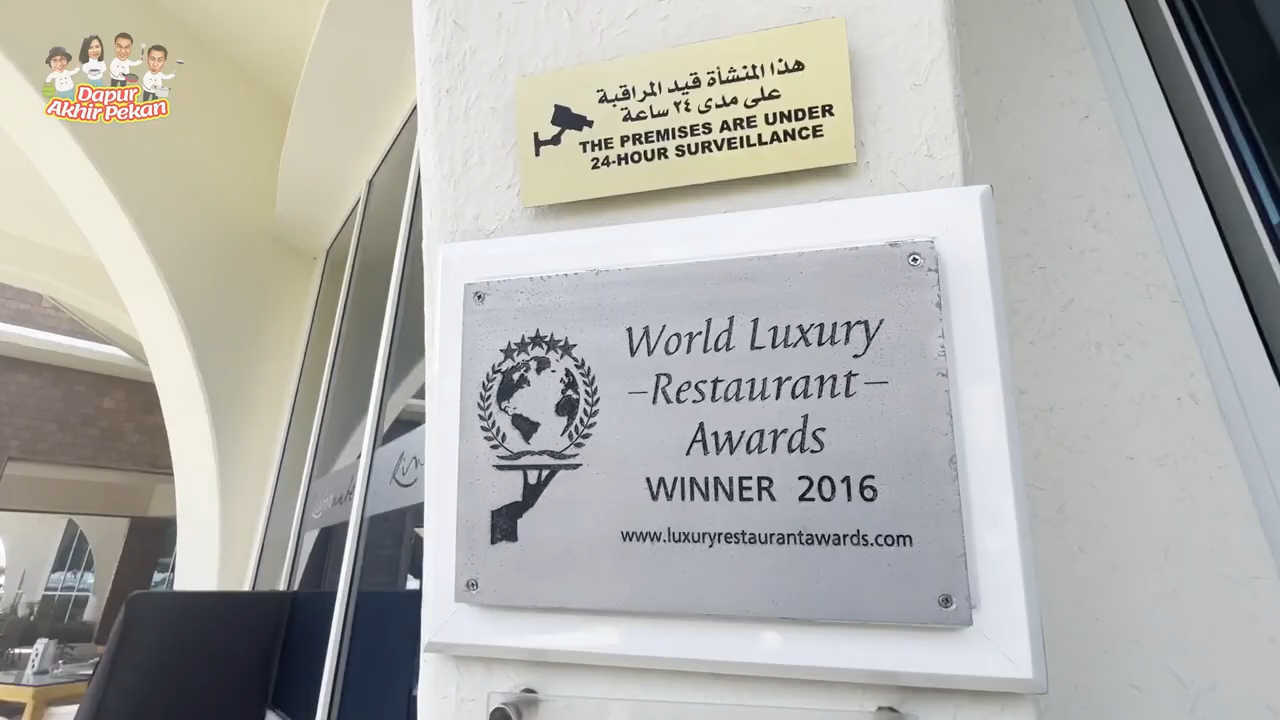 Dapur
Akhir Pekan
هذا المنشأة قيد المراقبة
على مدى ٢٤ ساعة
THE PREMISES ARE UNDER
24-HOUR SURVEILLANCE
World Luxury
–Restaurant–
Awards
WINNER 2016
www.luxuryrestaurantawards.com